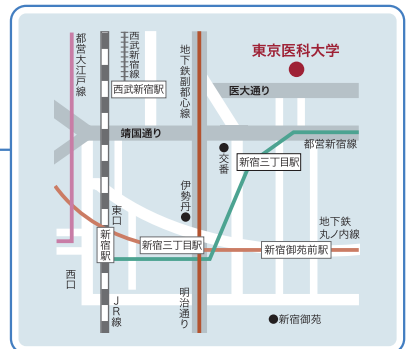 都営大江戸線
西武新宿線
地下鉄副都心線
東京医科大学
西武新宿駅
医大通り
靖国通り
都営新宿線
交番
新宿三丁目駅
伊勢丹
東口
新宿駅
新宿三丁目駅
地下鉄
丸ノ内線
新宿御苑前駅
西口
JR線
明治通り
新宿御苑